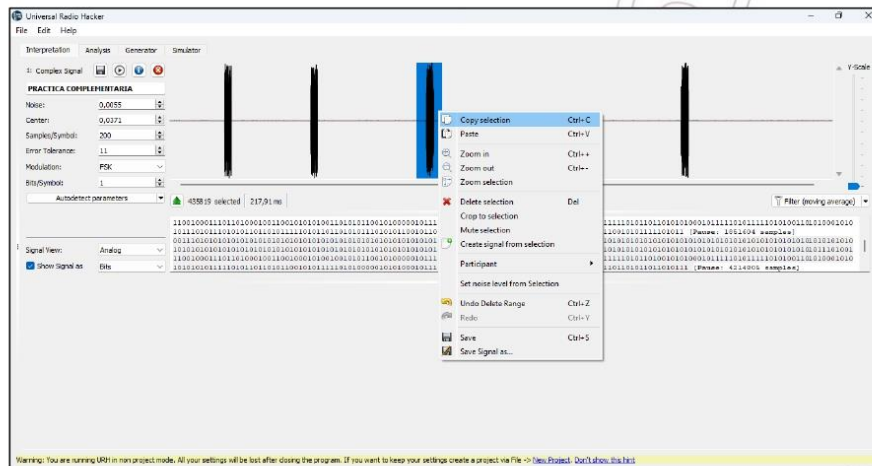 Universal Radio Hacker
File Edit Help
Interpretation Analysis Generator Simulator
1: Complex Signal
PRACTICA COMPLEMENTARIA
Noise: 0,0055
Center: 0,0371
Samples/Symbol: 200
Error Tolerance: 11
Modulation: FSK
Bits/Symbol: 1
Autodetect parameters
Signal View: Analog
Show Signal as Bits
Y-Scale
435819 selected 217,91 ms
Filter (moving average)
[Pause: 1051604 samples]
[Pause: 4214905 samples]
Copy selection Ctrl+C
Paste Ctrl+V
Zoom in Ctrl++
Zoom out Ctrl+-
Zoom selection
Delete selection Del
Crop to selection
Mute selection
Create signal from selection
Participant
Set noise level from Selection
Undo Delete Range Ctrl+Z
Redo Ctrl+Y
Save Ctrl+S
Save Signal as...
Warning: You are running URH in non project mode. All your settings will be lost after closing the program. If you want to keep your settings create a project via File -> New Project. Don't show this hint